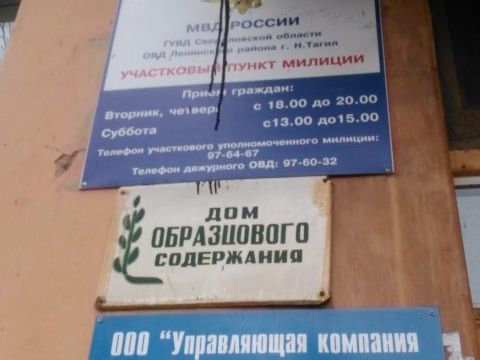 МВД РОССИИ
ГУВД Свердловской области
ОВД Ленинского района г. Н.Тагил
УЧАСТКОВЫЙ ПУНКТ МИЛИЦИИ
Прием граждан:
Вторник, четверг с 18.00 до 20.00
Суббота с13.00 до15.00
Телефон участкового уполномоченного милиции:
97-64-67
Телефон дежурного ОВД: 97-60-32
ДОМ
ОБРАЗЦОВОГО
СОДЕРЖАНИЯ
ООО "Управляющая компания